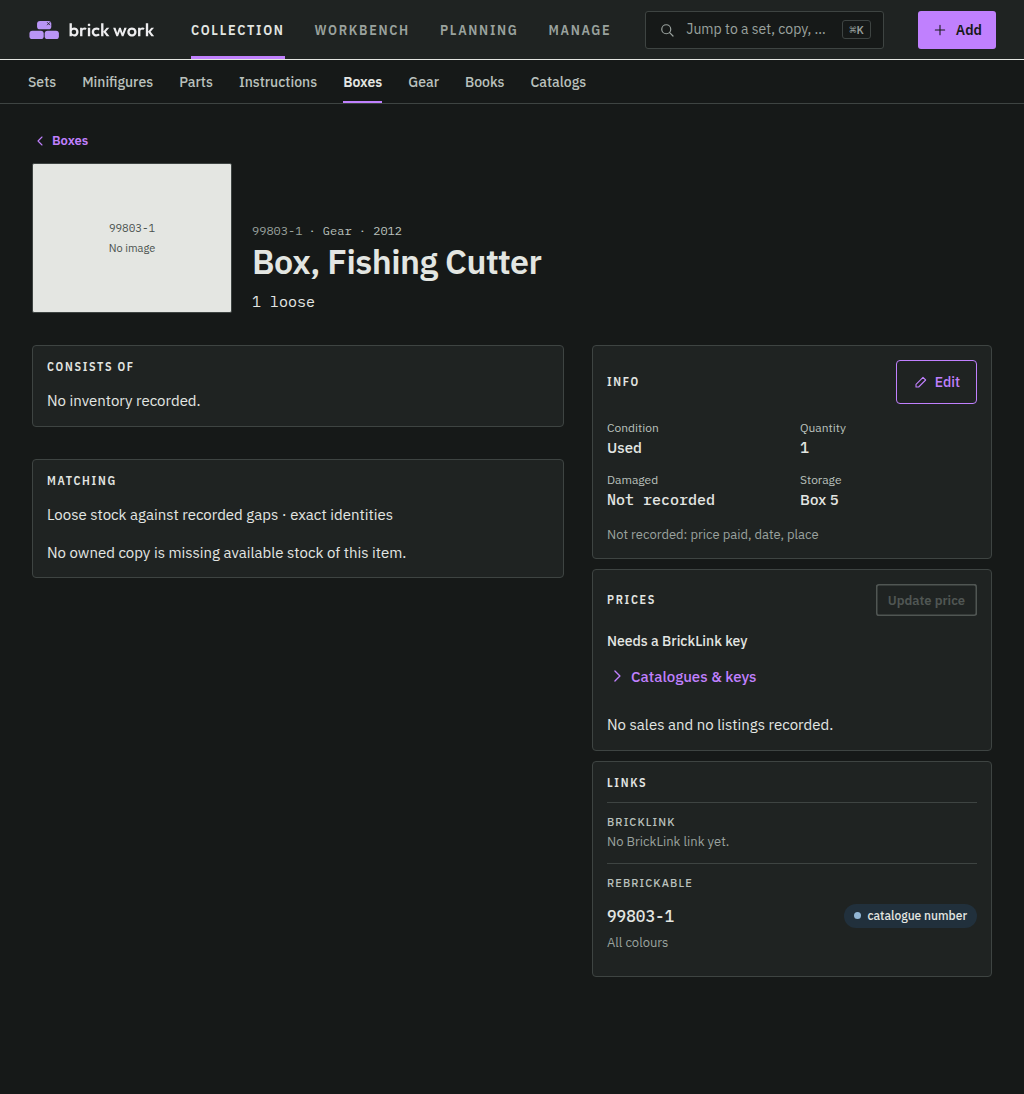 brick work
COLLECTION
WORKBENCH
PLANNING
MANAGE
Jump to a set, copy, ...
⌘K
+ Add
Sets
Minifigures
Parts
Instructions
Boxes
Gear
Books
Catalogs
Boxes
99803-1
No image
99803-1 · Gear · 2012
Box, Fishing Cutter
1 loose
CONSISTS OF
No inventory recorded.
MATCHING
Loose stock against recorded gaps · exact identities
No owned copy is missing available stock of this item.
INFO
Edit
Condition
Used
Quantity
1
Damaged
Not recorded
Storage
Box 5
Not recorded: price paid, date, place
PRICES
Update price
Needs a BrickLink key
Catalogues & keys
No sales and no listings recorded.
LINKS
BRICKLINK
No BrickLink link yet.
REBRICKABLE
99803-1
catalogue number
All colours